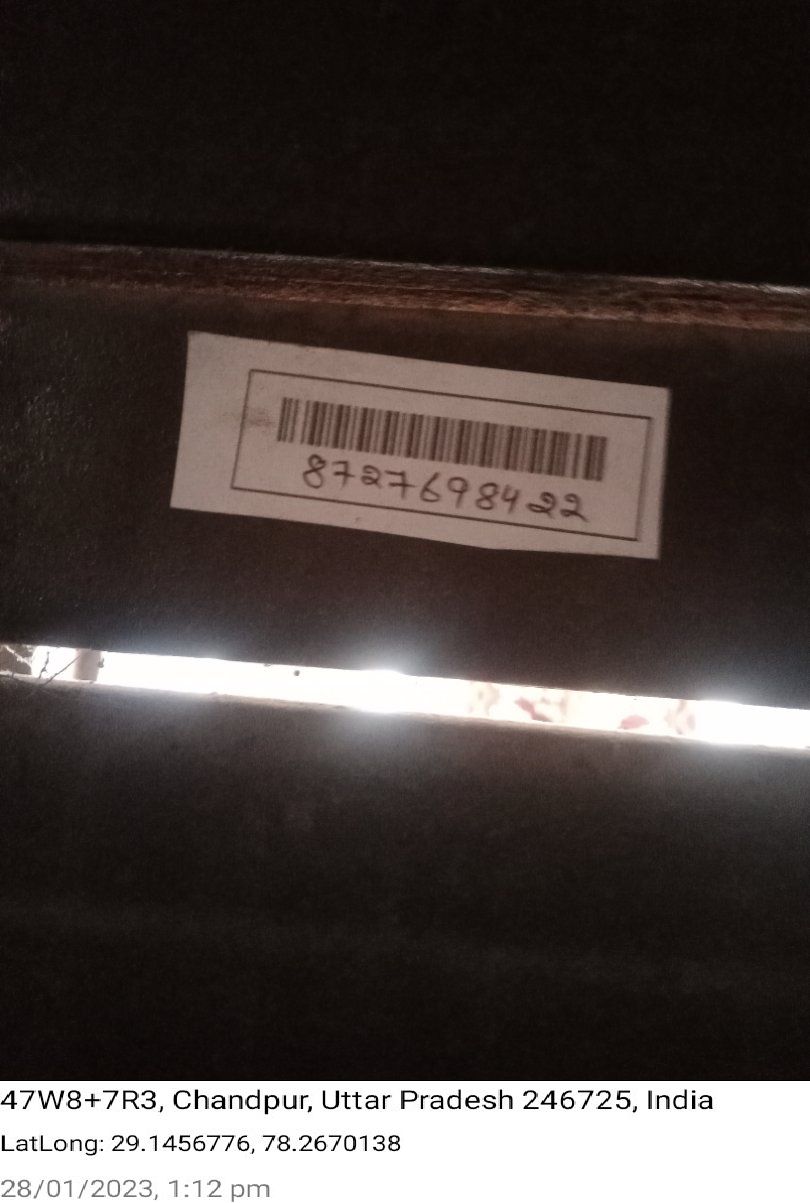 8727698422
47W8+7R3, Chandpur, Uttar Pradesh 246725, India
LatLong: 29.1456776, 78.2670138
28/01/2023, 1:12 pm